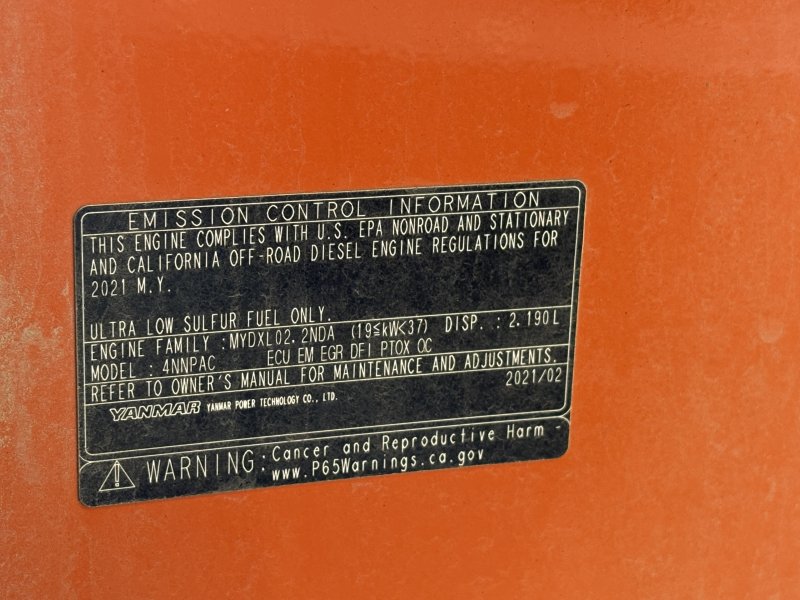 EMISSION CONTROL INFORMATION
THIS ENGINE COMPLIES WITH U.S. EPA NONROAD AND STATIONARY
AND CALIFORNIA OFF-ROAD DIESEL ENGINE REGULATIONS FOR
2021 M.Y.
ULTRA LOW SULFUR FUEL ONLY.
ENGINE FAMILY : MYDXL02.2NDA (19≦kW<37) DISP. : 2.190L
MODEL : 4NNPAC ECU EM EGR DFI PTOX OC
REFER TO OWNER'S MANUAL FOR MAINTENANCE AND ADJUSTMENTS.
2021/02
YANMAR YANMAR POWER TECHNOLOGY CO., LTD.
WARNING: Cancer and Reproductive Harm -
www.P65Warnings.ca.gov